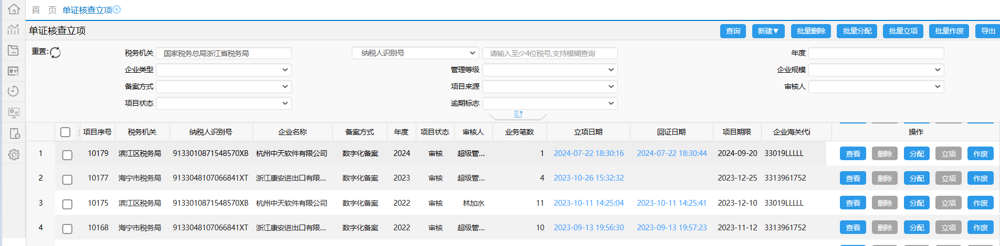 首 页 单证核查立项
单证核查立项 查询 新建▼ 批量删除 批量分配 批量立项 批量作废 导出
重置: 税务机关 国家税务总局浙江省税务局 纳税人识别号 请输入至少4位税号,支持模糊查询 年度
企业类型 管理等级 企业规模
备案方式 项目来源 审核人
项目状态 逾期标志
项目序号 税务机关 纳税人识别号 企业名称 备案方式 年度 项目状态 审核人 业务笔数 立项日期 回证日期 项目期限 企业海关代 操作
1 10179 滨江区税务局 9133010871548570XB 杭州中天软件有限公司 数字化备案 2024 审核 超级管... 1 2024-07-22 18:30:16 2024-07-22 18:30:44 2024-09-20 33019LLLLL 查看 删除 分配 立项 作废
2 10177 海宁市税务局 9133048107066841XT 浙江康安进出口有限... 数字化备案 2023 审核 超级管... 4 2023-10-26 15:32:32 2023-12-25 3313961752 查看 删除 分配 立项 作废
3 10175 滨江区税务局 9133010871548570XB 杭州中天软件有限公司 数字化备案 2022 审核 林加水 11 2023-10-11 14:25:04 2023-10-11 14:25:41 2023-12-10 33019LLLLL 查看 删除 分配 立项 作废
4 10168 海宁市税务局 9133048107066841XT 浙江康安进出口有限... 数字化备案 2022 审核 超级管... 10 2023-09-13 19:56:30 2023-09-13 19:57:23 2023-11-12 3313961752 查看 删除 分配 立项 作废